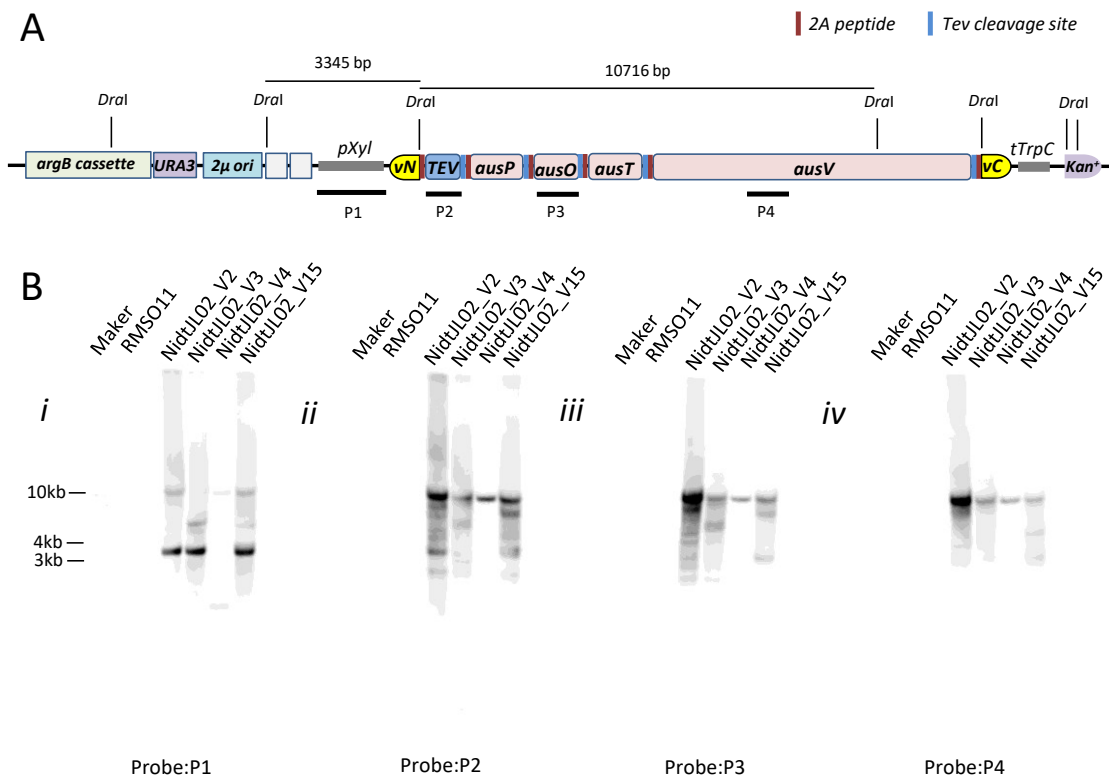 A
2A peptide
Tev cleavage site
3345 bp
10716 bp
DraI
DraI
DraI
DraI
DraI
DraI
pXyl
tTrpC
argB cassette
URA3
2μ ori
vN
TEV
ausP
ausO
ausT
ausV
vC
Kan+
P1
P2
P3
P4
B
Maker
RMSO11
NidtJL02_V2
NidtJL02_V3
NidtJL02_V4
NidtJL02_V15
Maker
RMSO11
NidtJL02_V2
NidtJL02_V3
NidtJL02_V4
NidtJL02_V15
Maker
RMSO11
NidtJL02_V2
NidtJL02_V3
NidtJL02_V4
NidtJL02_V15
Maker
RMSO11
NidtJL02_V2
NidtJL02_V3
NidtJL02_V4
NidtJL02_V15
i
ii
iii
iv
10kb
4kb
3kb
Probe:P1
Probe:P2
Probe:P3
Probe:P4